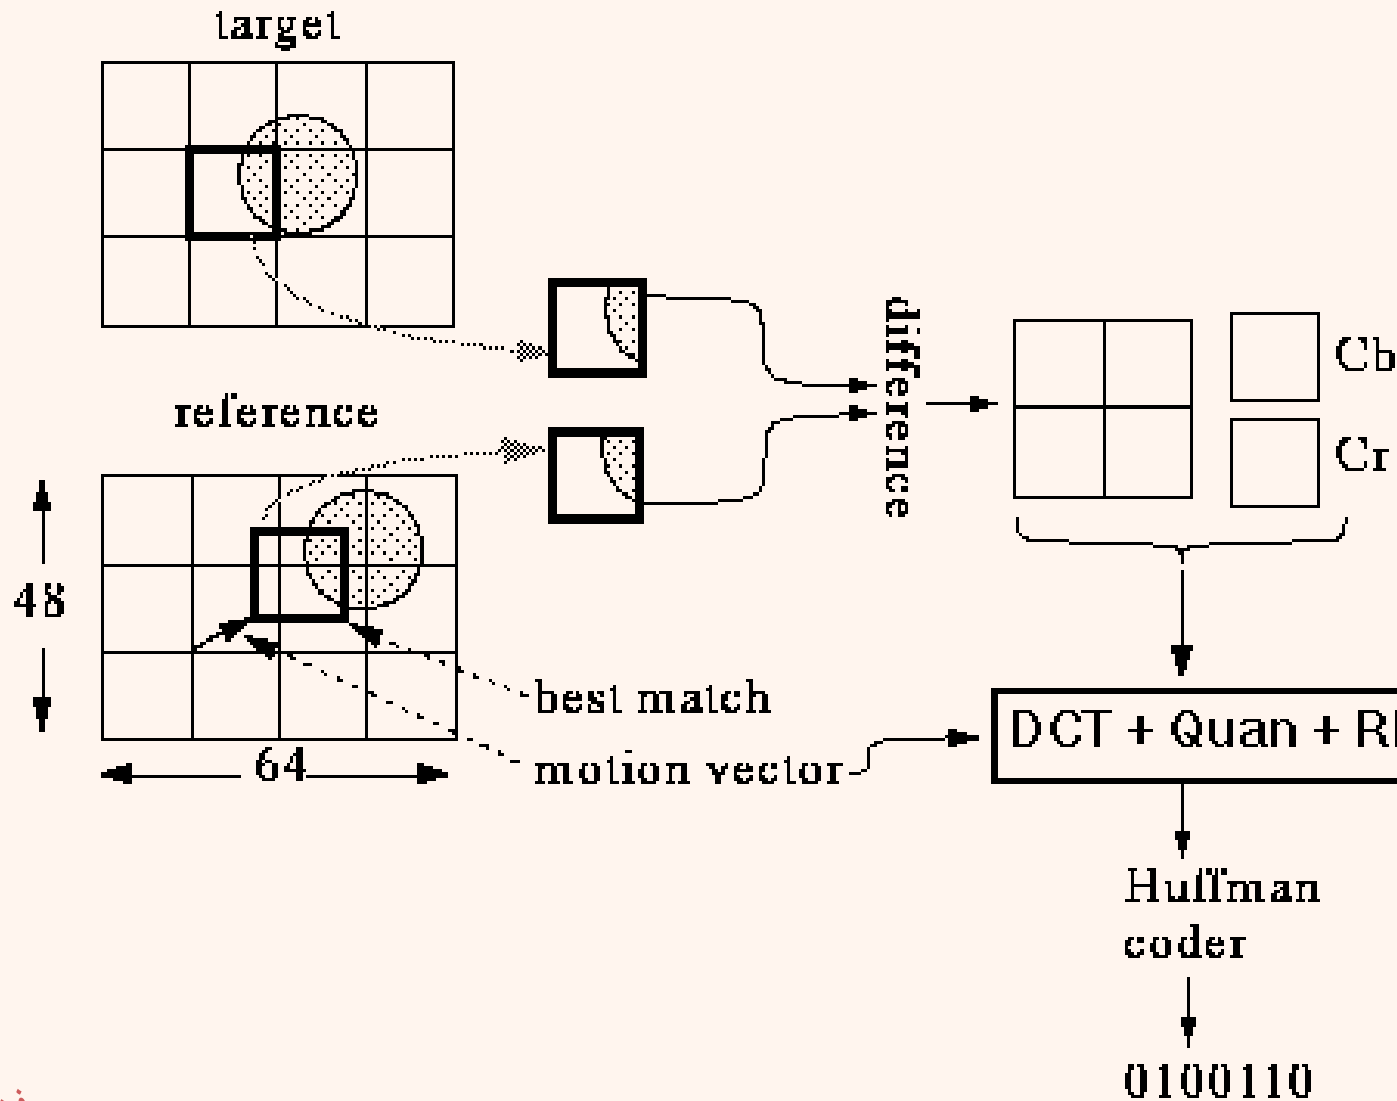 target
reference
difference
Cb
Cr
48
64
best match
motion vector
DCT + Quan +
Huffman
coder
0100110